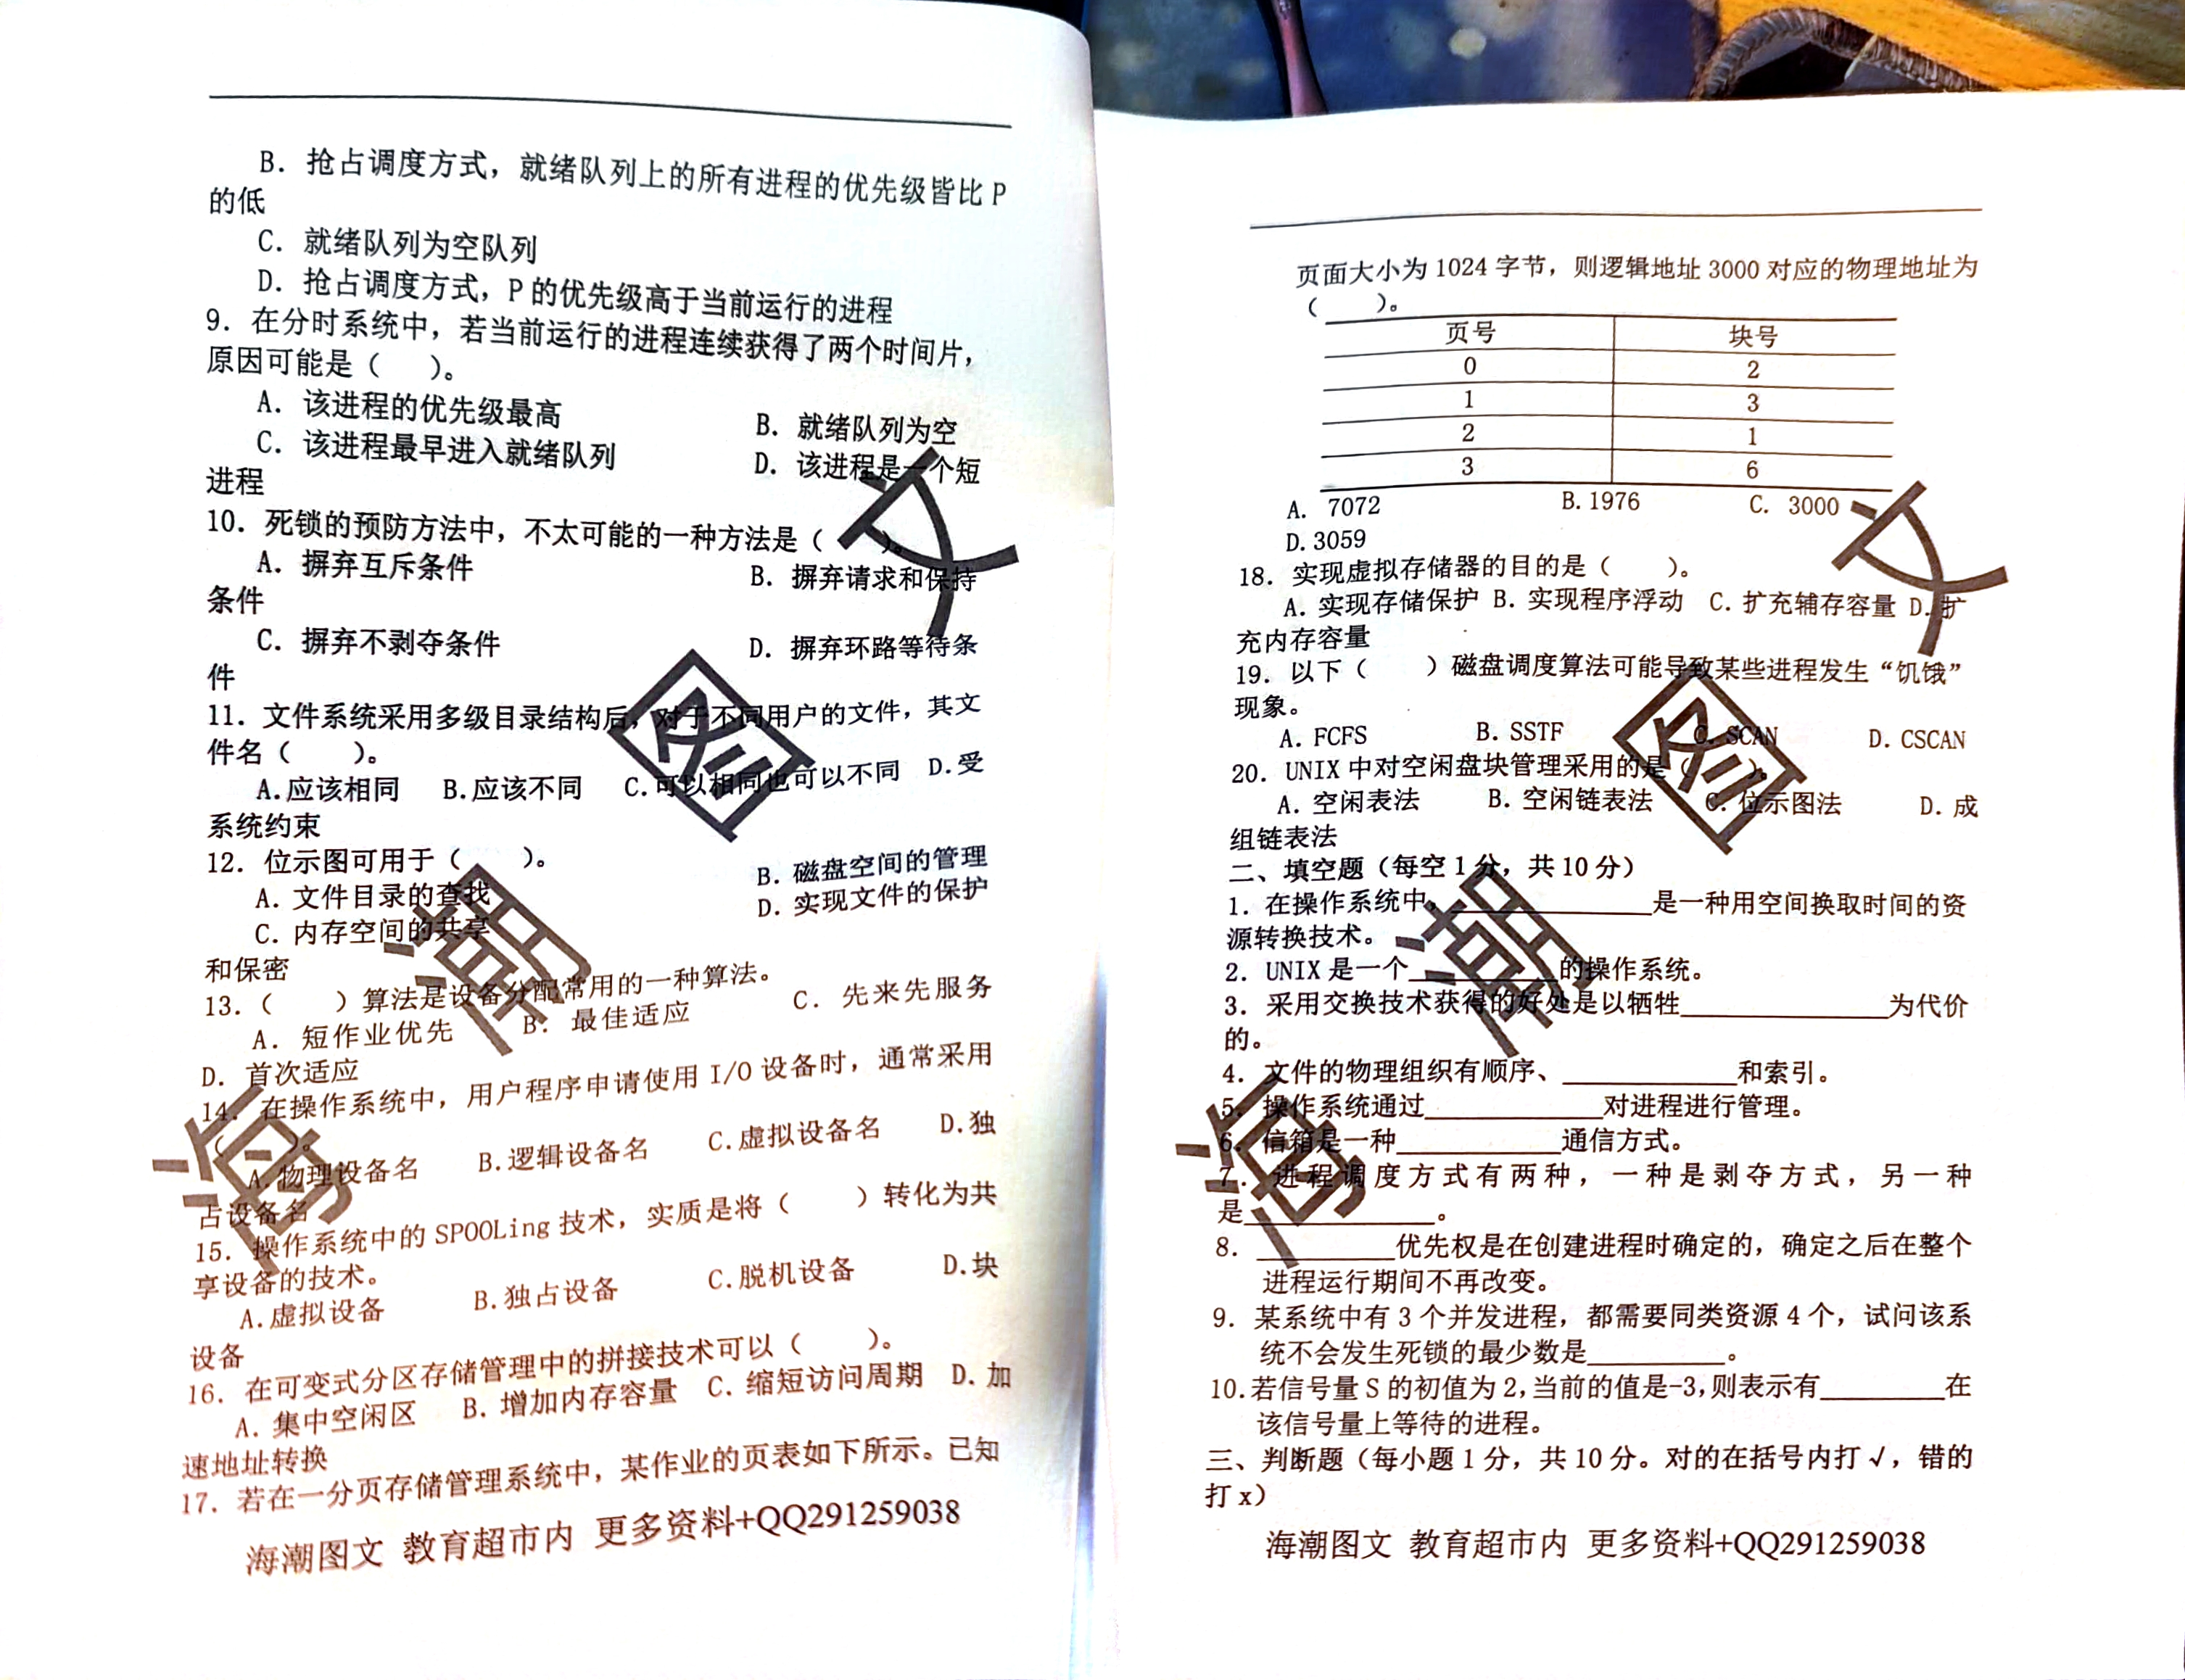 B．抢占调度方式，就绪队列上的所有进程的优先级皆比 P
的低
C．就绪队列为空队列
D．抢占调度方式，P 的优先级高于当前运行的进程
9．在分时系统中，若当前运行的进程连续获得了两个时间片，
原因可能是（　）。
A．该进程的优先级最高　B．就绪队列为空
C．该进程最早进入就绪队列　D．该进程是一个短
进程
10．死锁的预防方法中，不太可能的一种方法是（　）。
A．摒弃互斥条件　B．摒弃请求和保持
条件
C．摒弃不剥夺条件　D．摒弃环路等待条
件
11．文件系统采用多级目录结构后，对于不同用户的文件，其文
件名（　）。
A.应该相同　B.应该不同　C.可以相同也可以不同　D.受
系统约束
12．位示图可用于（　）。
A．文件目录的查找　B．磁盘空间的管理
C．内存空间的共享　D．实现文件的保护
和保密
13．（　）算法是设备分配常用的一种算法。
A．短作业优先　B．最佳适应　C．先来先服务
D．首次适应
14．在操作系统中，用户程序申请使用 I/O 设备时，通常采用
（　）。
A.物理设备名　B.逻辑设备名　C.虚拟设备名　D.独
占设备名
15．操作系统中的 SPOOLing 技术，实质是将（　）转化为共
享设备的技术。
A.虚拟设备　B.独占设备　C.脱机设备　D.块
设备
16．在可变式分区存储管理中的拼接技术可以（　）。
A．集中空闲区　B．增加内存容量　C．缩短访问周期　D．加
速地址转换
17．若在一分页存储管理系统中，某作业的页表如下所示。已知
海潮图文 教育超市内 更多资料+QQ291259038
海潮图文
页面大小为 1024 字节，则逻辑地址 3000 对应的物理地址为
（　）。
页号　块号
0　2
1　3
2　1
3　6
A．7072　B.1976　C．3000
D.3059
18．实现虚拟存储器的目的是（　）。
A．实现存储保护 B．实现程序浮动　C．扩充辅存容量 D．扩
充内存容量
19．以下（　）磁盘调度算法可能导致某些进程发生“饥饿”
现象。
A．FCFS　B．SSTF　C．SCAN　D．CSCAN
20．UNIX 中对空闲盘块管理采用的是（　）。
A．空闲表法　B．空闲链表法　C．位示图法　D．成
组链表法
二、填空题（每空 1 分，共 10 分）
1．在操作系统中，____________是一种用空间换取时间的资
源转换技术。
2．UNIX 是一个____________的操作系统。
3．采用交换技术获得的好处是以牺牲____________为代价
的。
4．文件的物理组织有顺序、____________和索引。
5．操作系统通过____________对进程进行管理。
6．信箱是一种____________通信方式。
7．进程调度方式有两种，一种是剥夺方式，另一种
是____________。
8．__________优先权是在创建进程时确定的，确定之后在整个
进程运行期间不再改变。
9．某系统中有 3 个并发进程，都需要同类资源 4 个，试问该系
统不会发生死锁的最少数是__________。
10.若信号量 S 的初值为 2,当前的值是-3,则表示有_________在
该信号量上等待的进程。
三、判断题（每小题 1 分，共 10 分。对的在括号内打√，错的
打 x）
海潮图文 教育超市内 更多资料+QQ291259038
海潮图文